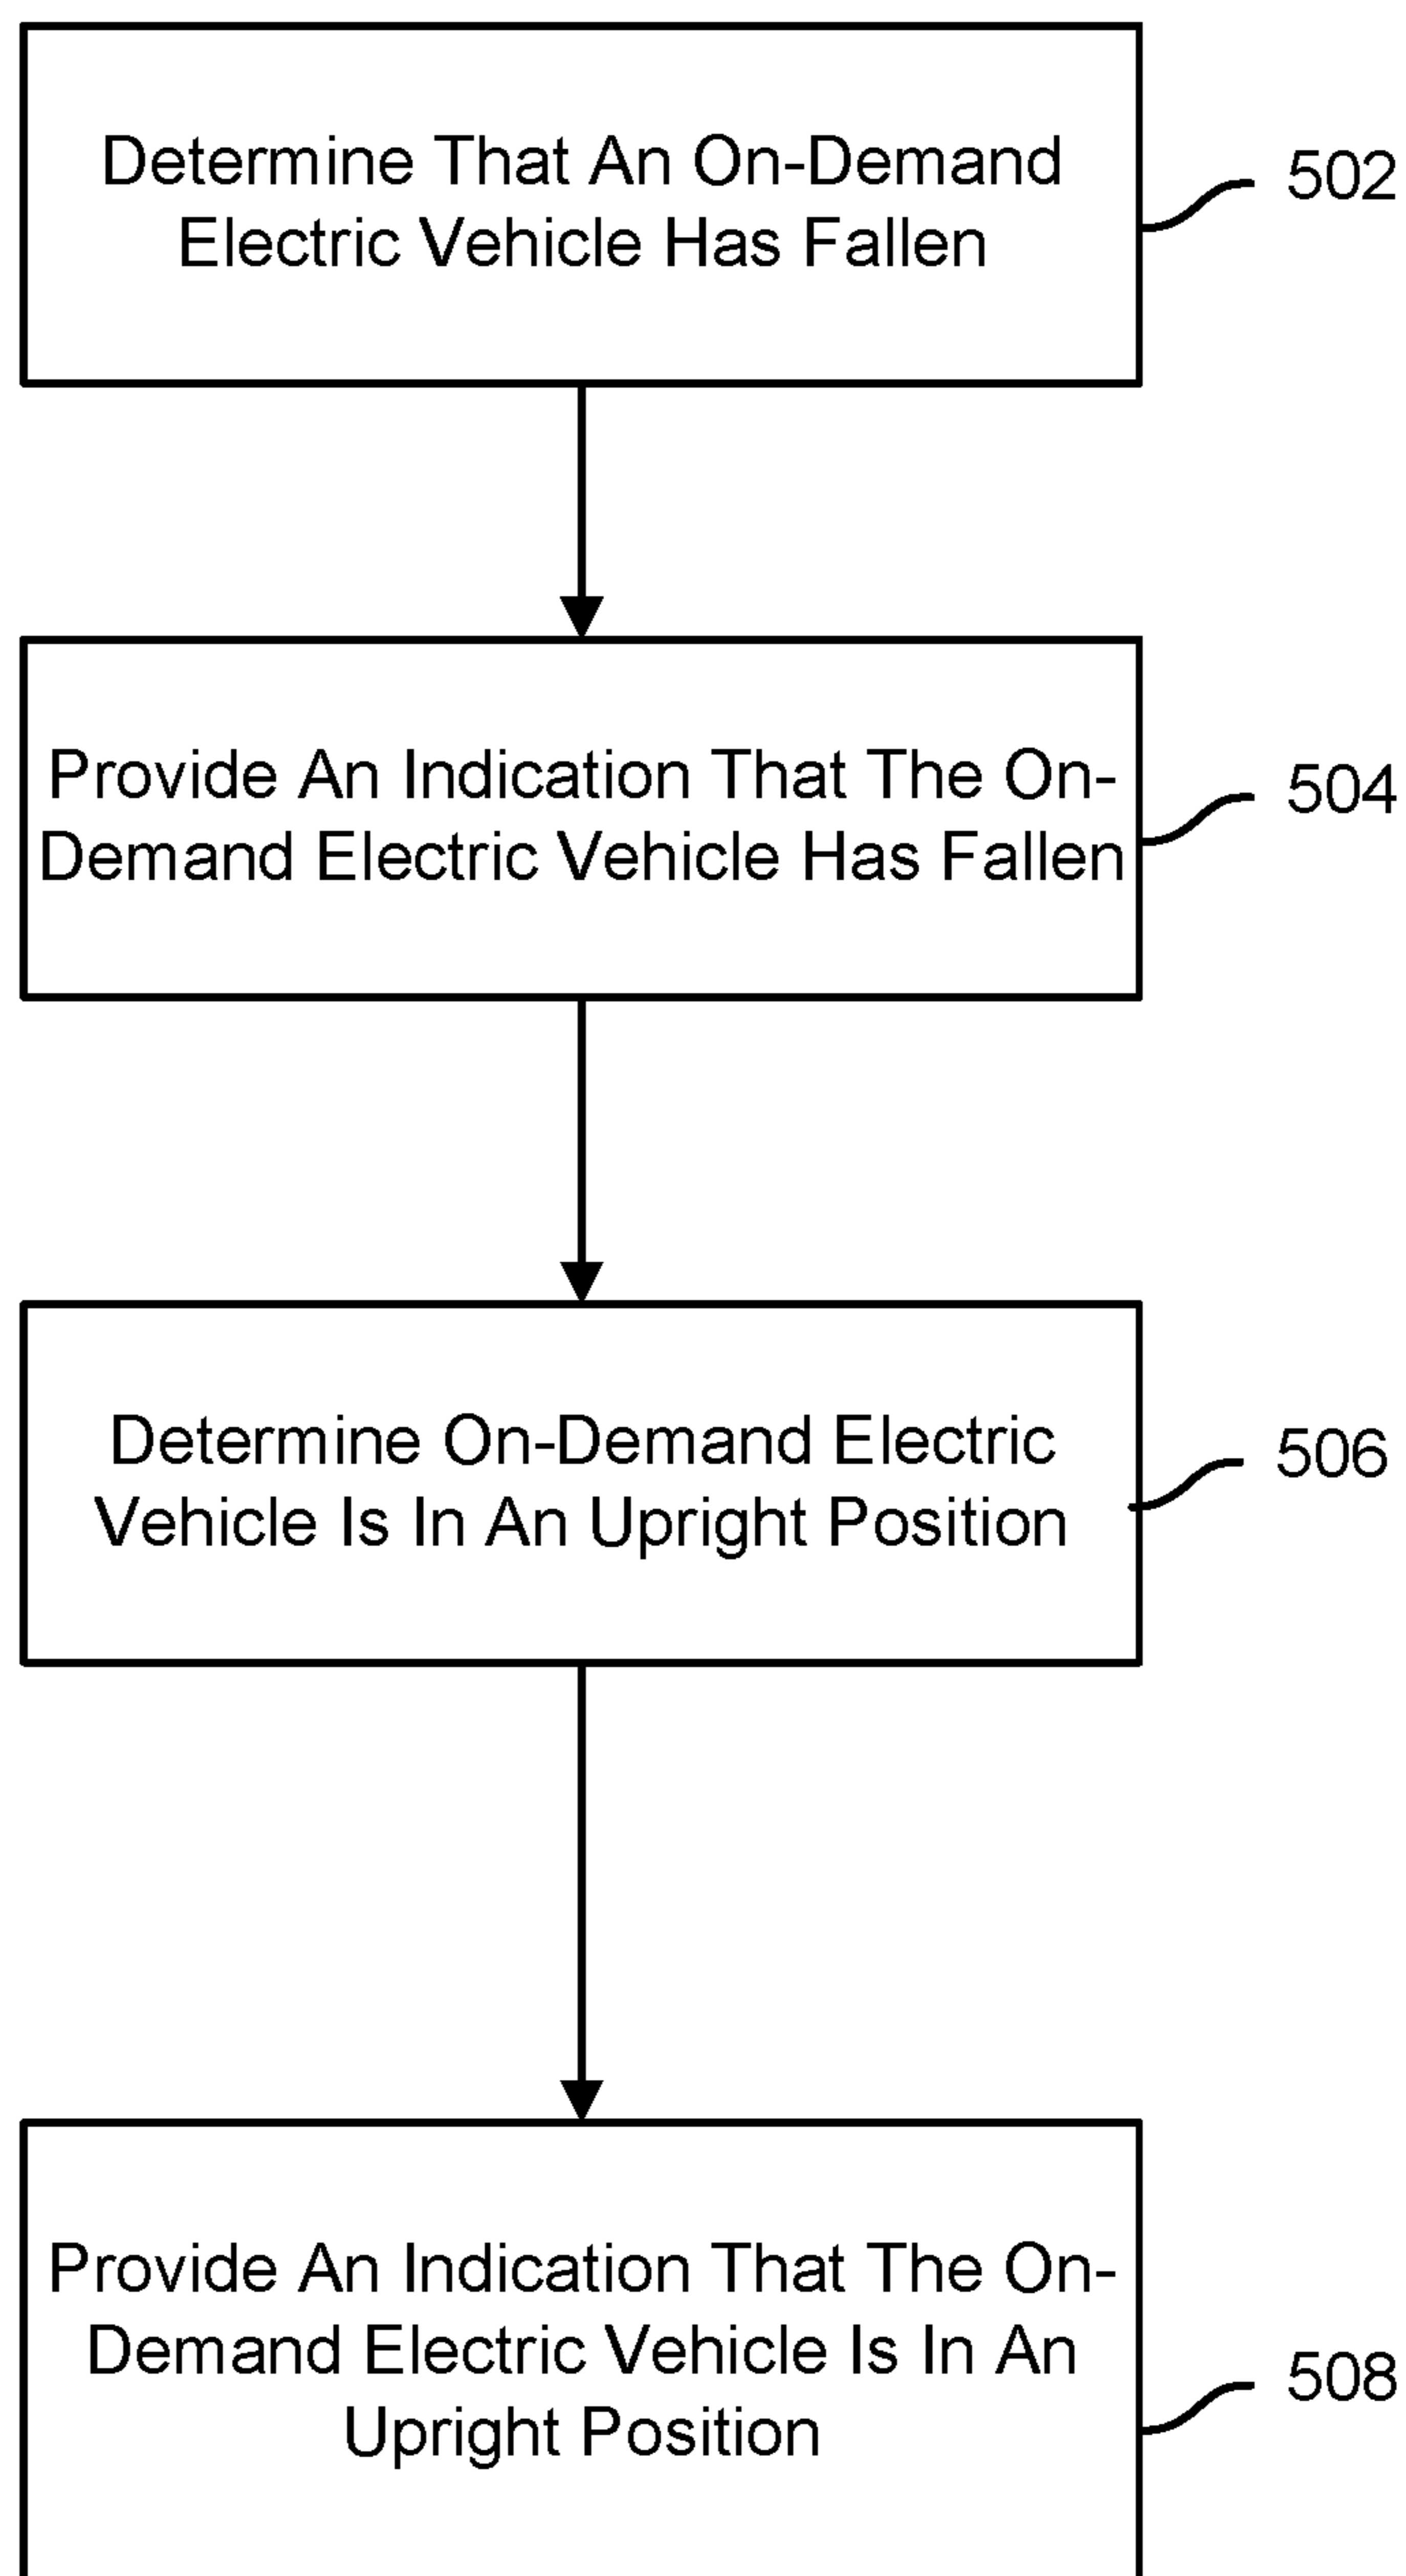 Determine That An On-Demand
Electric Vehicle Has Fallen
502
Provide An Indication That The On-
Demand Electric Vehicle Has Fallen
504
Determine On-Demand Electric
Vehicle Is In An Upright Position
506
Provide An Indication That The On-
Demand Electric Vehicle Is In An
Upright Position
508